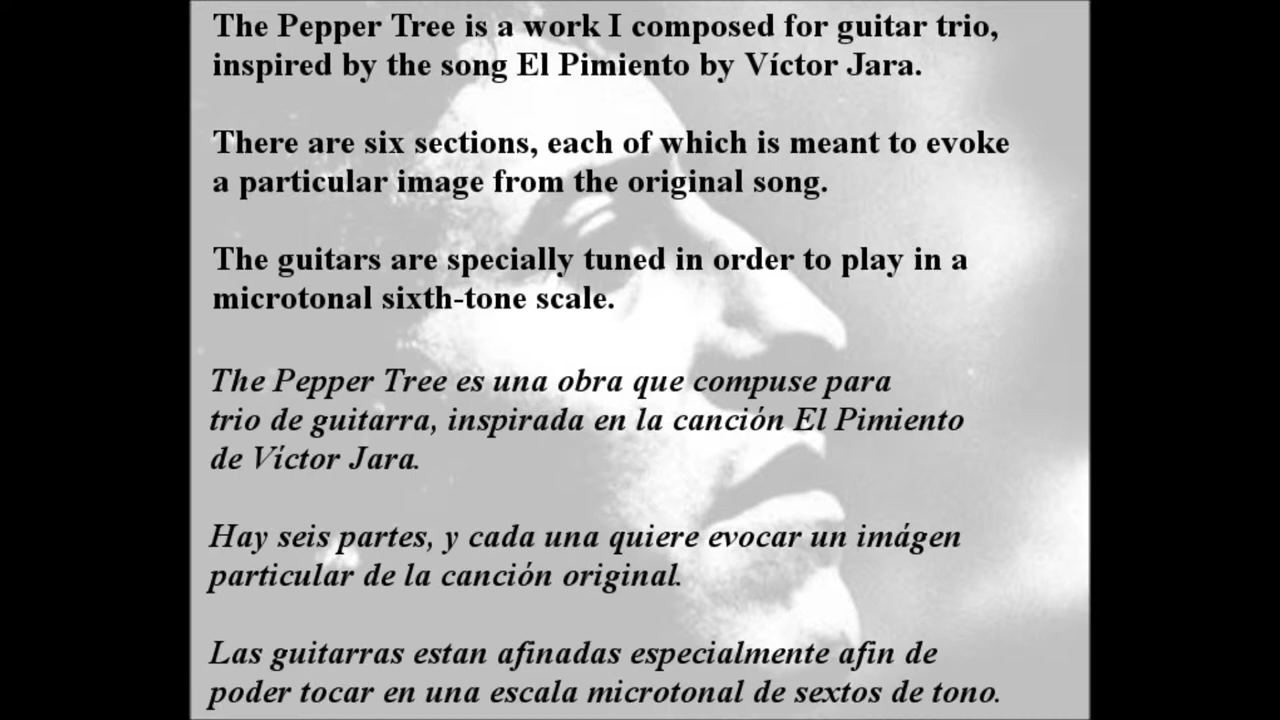 The Pepper Tree is a work I composed for guitar trio,
inspired by the song El Pimiento by Víctor Jara.
There are six sections, each of which is meant to evoke
a particular image from the original song.
The guitars are specially tuned in order to play in a
microtonal sixth-tone scale.
The Pepper Tree es una obra que compuse para
trio de guitarra, inspirada en la canción El Pimiento
de Víctor Jara.
Hay seis partes, y cada una quiere evocar un imágen
particular de la canción original.
Las guitarras estan afinadas especialmente afin de
poder tocar en una escala microtonal de sextos de tono.